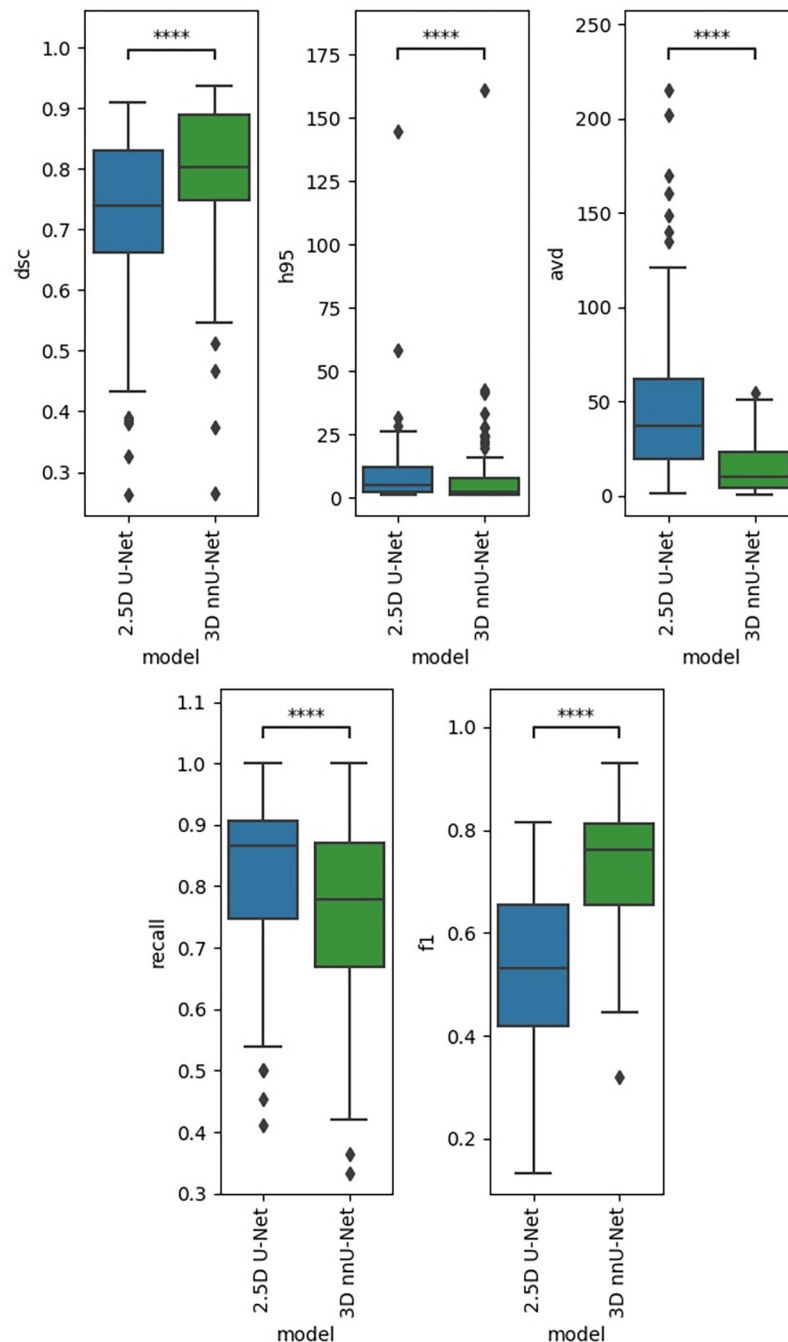 ****
1.0
0.9
0.8
0.7
0.6
0.5
0.4
0.3
dsc
2.5D U-Net
3D nnU-Net
model
****
175
150
125
100
75
50
25
0
h95
2.5D U-Net
3D nnU-Net
model
****
250
200
150
100
50
0
avd
2.5D U-Net
3D nnU-Net
model
****
1.1
1.0
0.9
0.8
0.7
0.6
0.5
0.4
0.3
recall
2.5D U-Net
3D nnU-Net
model
****
1.0
0.8
0.6
0.4
0.2
f1
2.5D U-Net
3D nnU-Net
model